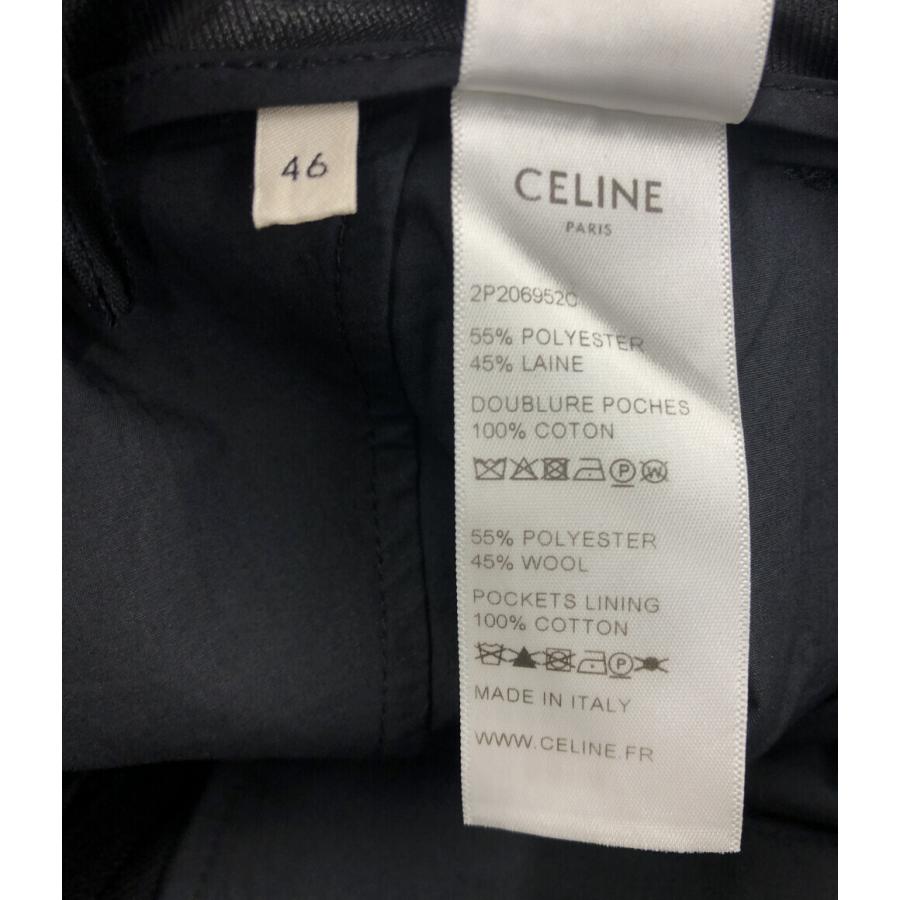 46
CELINE
PARIS
55% POLYESTER
45% LAINE
DOUBLURE POCHES
100% COTON
55% POLYESTER
45% WOOL
POCKETS LINING
100% COTTON
MADE IN ITALY
WWW.CELINE.FR